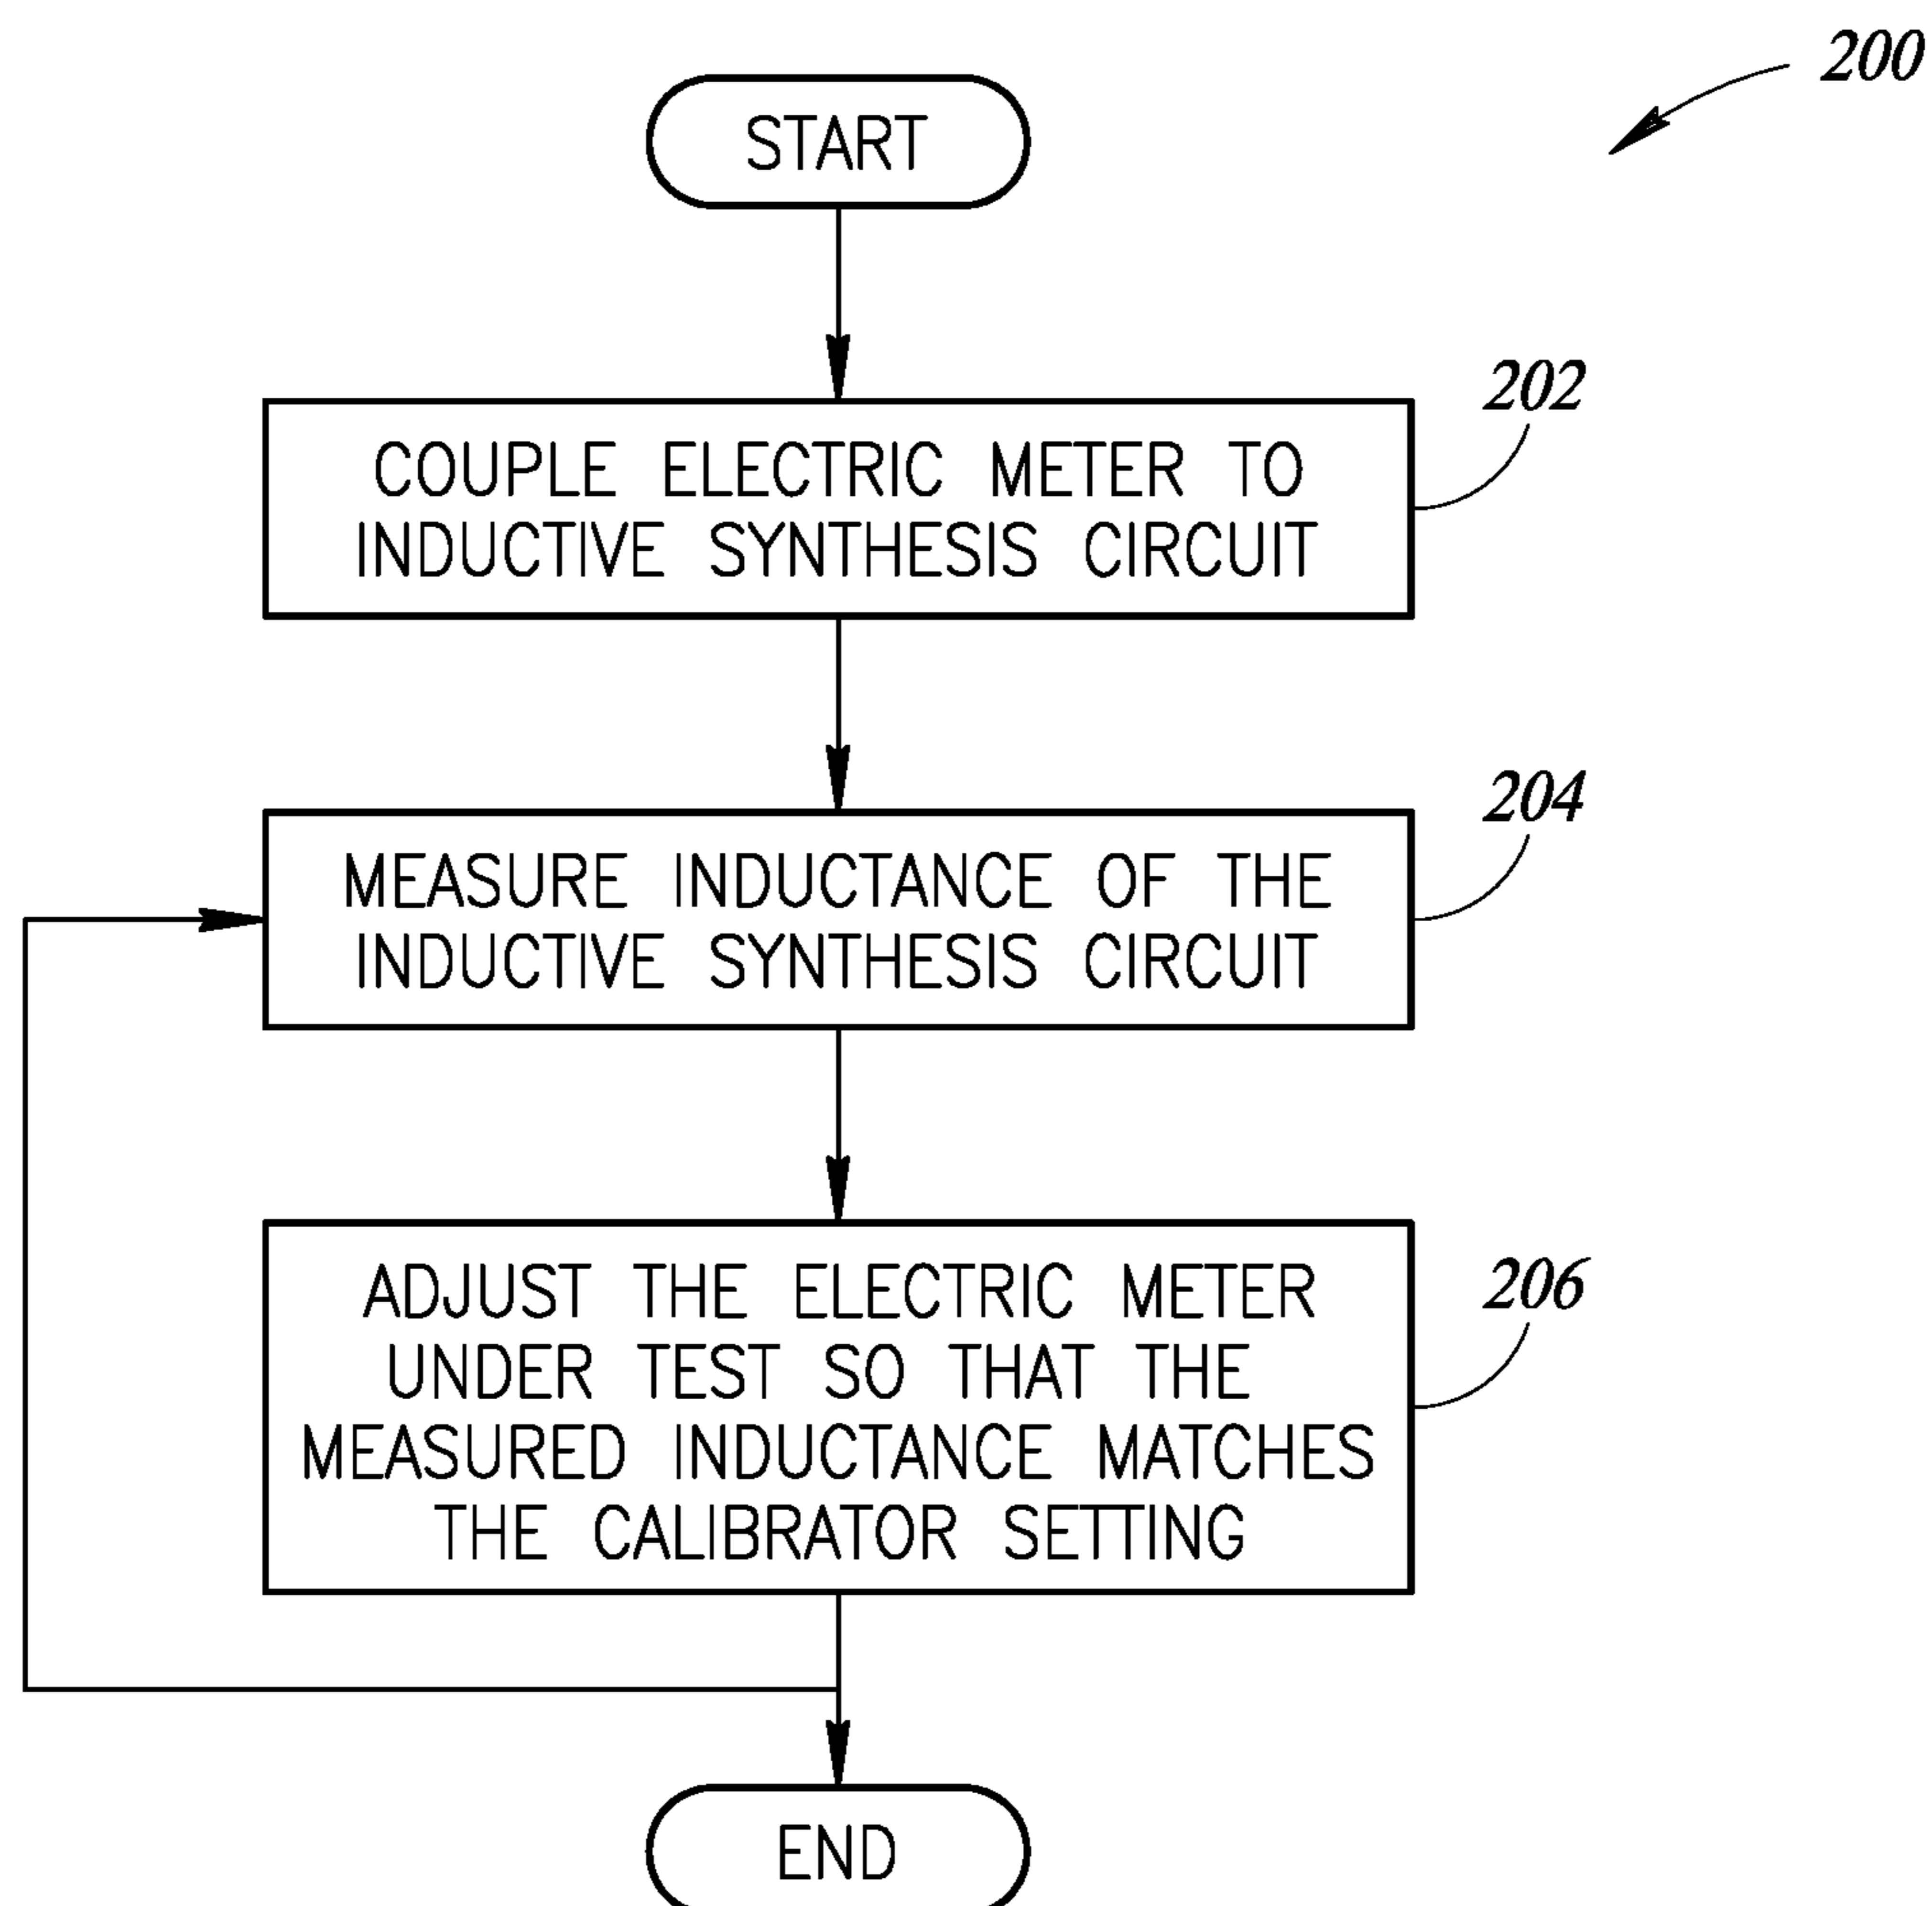 200
START
202
COUPLE ELECTRIC METER TO
INDUCTIVE SYNTHESIS CIRCUIT
204
MEASURE INDUCTANCE OF THE
INDUCTIVE SYNTHESIS CIRCUIT
206
ADJUST THE ELECTRIC METER
UNDER TEST SO THAT THE
MEASURED INDUCTANCE MATCHES
THE CALIBRATOR SETTING
END